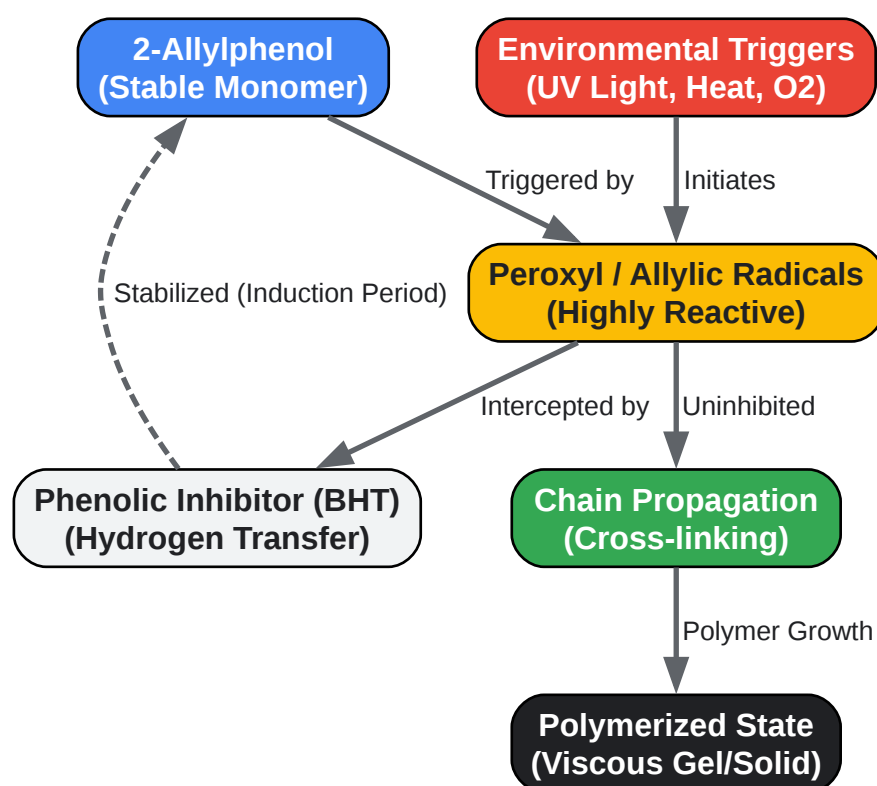 2-Allylphenol
(Stable Monomer)
Environmental Triggers
(UV Light, Heat, O2)
Triggered by
Initiates
Peroxyl / Allylic Radicals
(Highly Reactive)
Stabilized (Induction Period)
Intercepted by
Uninhibited
Phenolic Inhibitor (BHT)
(Hydrogen Transfer)
Chain Propagation
(Cross-linking)
Polymer Growth
Polymerized State
(Viscous Gel/Solid)